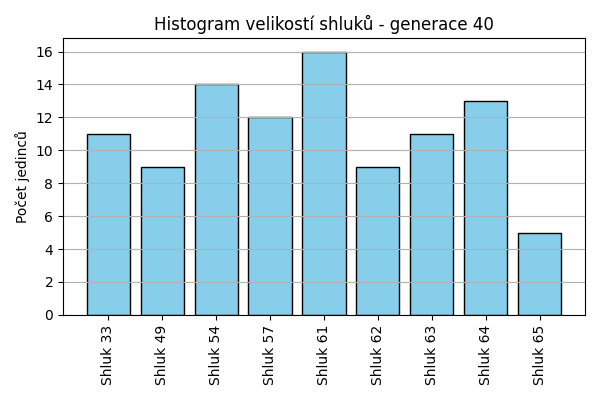 Histogram velikostí shluků - generace 40
Počet jedinců
16
14
12
10
8
6
4
2
0
Shluk 33
Shluk 49
Shluk 54
Shluk 57
Shluk 61
Shluk 62
Shluk 63
Shluk 64
Shluk 65